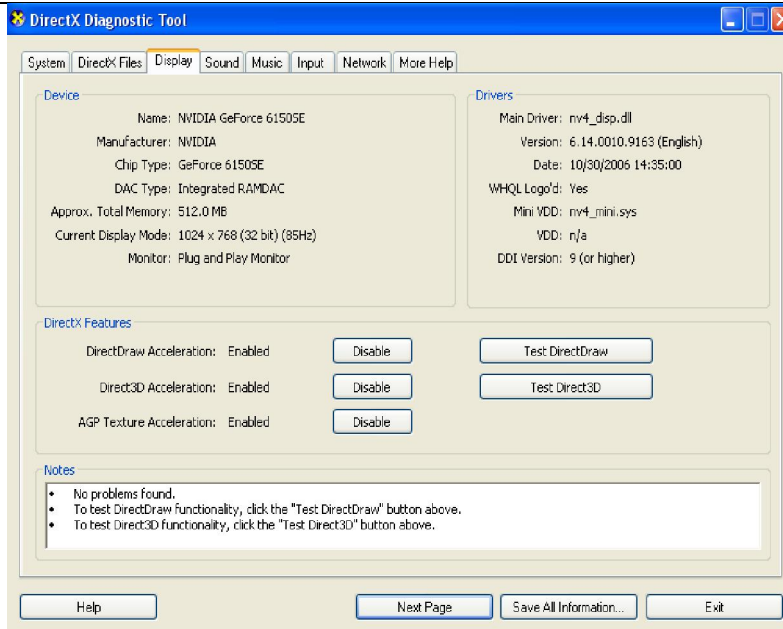 DirectX Diagnostic Tool
System DirectX Files Display Sound Music Input Network More Help
Device
Name: NVIDIA GeForce 6150SE
Manufacturer: NVIDIA
Chip Type: GeForce 6150SE
DAC Type: Integrated RAMDAC
Approx. Total Memory: 512.0 MB
Current Display Mode: 1024 x 768 (32 bit) (85Hz)
Monitor: Plug and Play Monitor
Drivers
Main Driver: nv4_disp.dll
Version: 6.14.0010.9163 (English)
Date: 10/30/2006 14:35:00
WHQL Logo'd: Yes
Mini VDD: nv4_mini.sys
VDD: n/a
DDI Version: 9 (or higher)
DirectX Features
DirectDraw Acceleration: Enabled Disable Test DirectDraw
Direct3D Acceleration: Enabled Disable Test Direct3D
AGP Texture Acceleration: Enabled Disable
Notes
• No problems found.
• To test DirectDraw functionality, click the "Test DirectDraw" button above.
• To test Direct3D functionality, click the "Test Direct3D" button above.
Help Next Page Save All Information... Exit